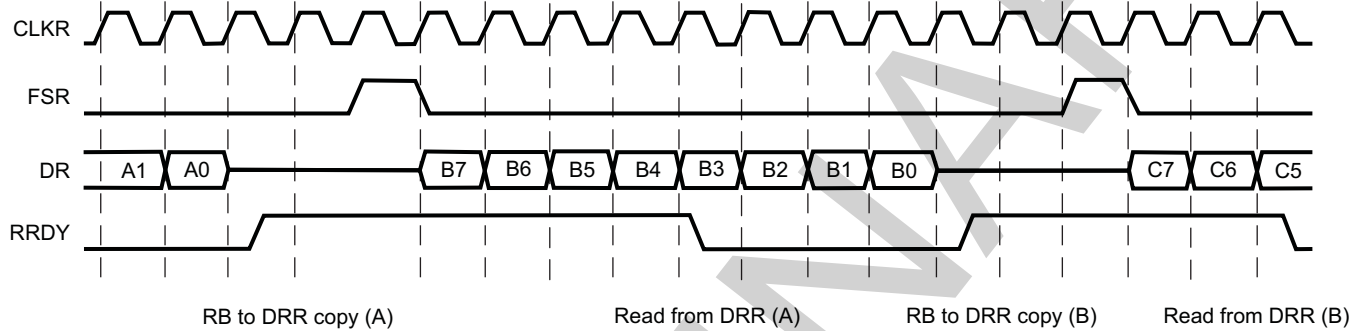 CLKR
FSR
DR A1 A0 B7 B6 B5 B4 B3 B2 B1 B0 C7 C6 C5
RRDY
RB to DRR copy (A) Read from DRR (A) RB to DRR copy (B) Read from DRR (B)